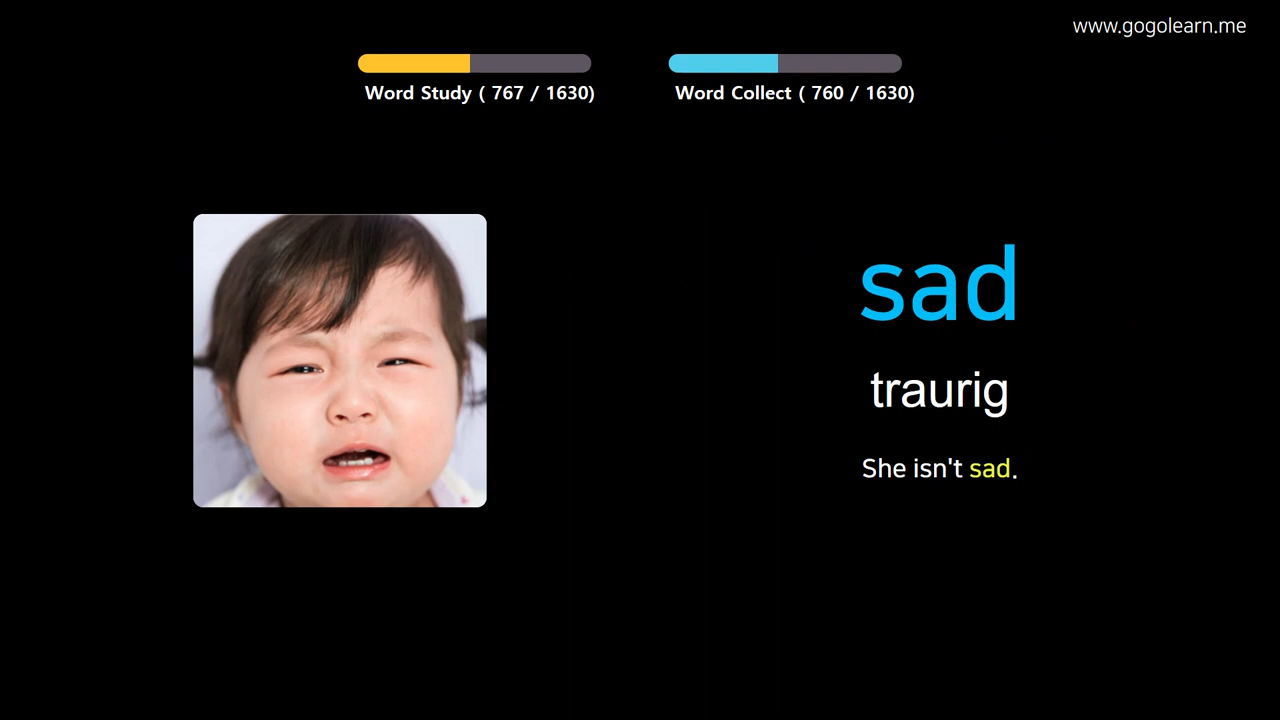 www.gogolearn.me
Word Study ( 767 / 1630)
Word Collect ( 760 / 1630)
sad
traurig
She isn't sad.